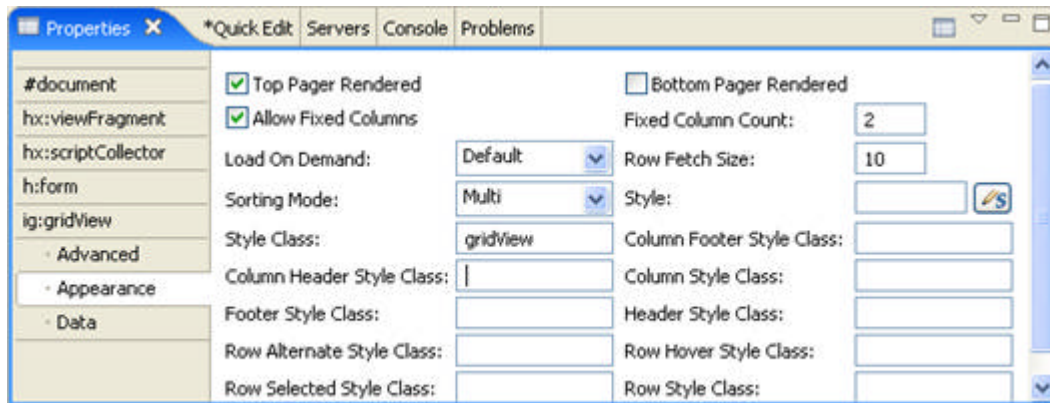 Properties *Quick Edit Servers Console Problems
#document
hx:viewFragment
hx:scriptCollector
h:form
ig:gridView
Advanced
Appearance
Data
Top Pager Rendered Bottom Pager Rendered
Allow Fixed Columns Fixed Column Count: 2
Load On Demand: Default Row Fetch Size: 10
Sorting Mode: Multi Style:
Style Class: gridView Column Footer Style Class:
Column Header Style Class: Column Style Class:
Footer Style Class: Header Style Class:
Row Alternate Style Class: Row Hover Style Class:
Row Selected Style Class: Row Style Class: